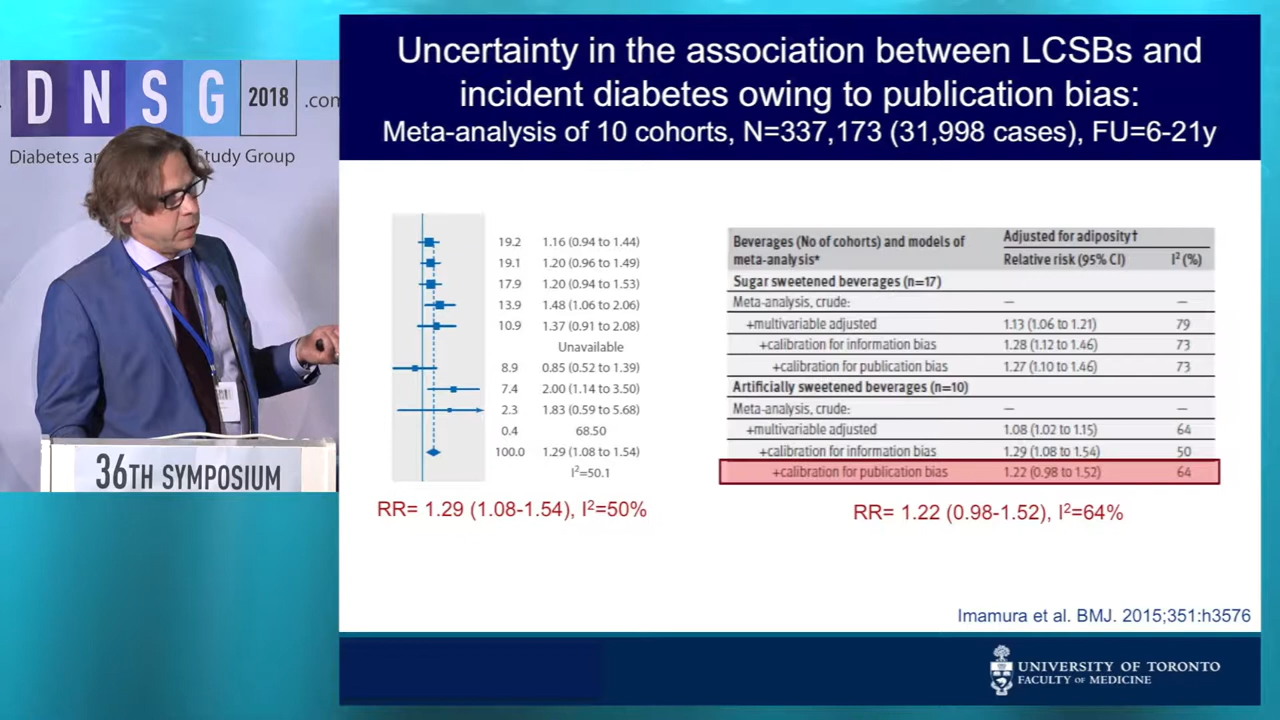 D N S G 2018 .com
Diabetes Study Group
36TH SYMPOSIUM
Uncertainty in the association between LCSBs and
incident diabetes owing to publication bias:
Meta-analysis of 10 cohorts, N=337,173 (31,998 cases), FU=6-21y
19.2 1.16 (0.94 to 1.44)
19.1 1.20 (0.96 to 1.49)
17.9 1.20 (0.94 to 1.53)
13.9 1.48 (1.06 to 2.06)
10.9 1.37 (0.91 to 2.08)
Unavailable
8.9 0.85 (0.52 to 1.39)
7.4 2.00 (1.14 to 3.50)
2.3 1.83 (0.59 to 5.68)
0.4 68.50
100.0 1.29 (1.08 to 1.54)
I²=50.1
RR= 1.29 (1.08-1.54), I²=50%
Beverages (No of cohorts) and models of
meta-analysis*
Adjusted for adiposity†
Relative risk (95% CI) I² (%)
Sugar sweetened beverages (n=17)
Meta-analysis, crude: — —
+multivariable adjusted 1.13 (1.06 to 1.21) 79
+calibration for information bias 1.28 (1.12 to 1.46) 73
+calibration for publication bias 1.27 (1.10 to 1.46) 73
Artificially sweetened beverages (n=10)
Meta-analysis, crude: — —
+multivariable adjusted 1.08 (1.02 to 1.15) 64
+calibration for information bias 1.29 (1.08 to 1.54) 50
+calibration for publication bias 1.22 (0.98 to 1.52) 64
RR= 1.22 (0.98-1.52), I²=64%
Imamura et al. BMJ. 2015;351:h3576
UNIVERSITY OF TORONTO
FACULTY OF MEDICINE